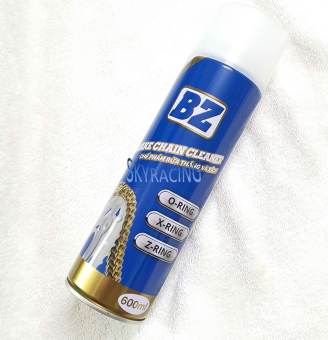 BZ
CHAIN CLEANER
SKYRACING
O-RING
X-RING
Z-RING
600ml